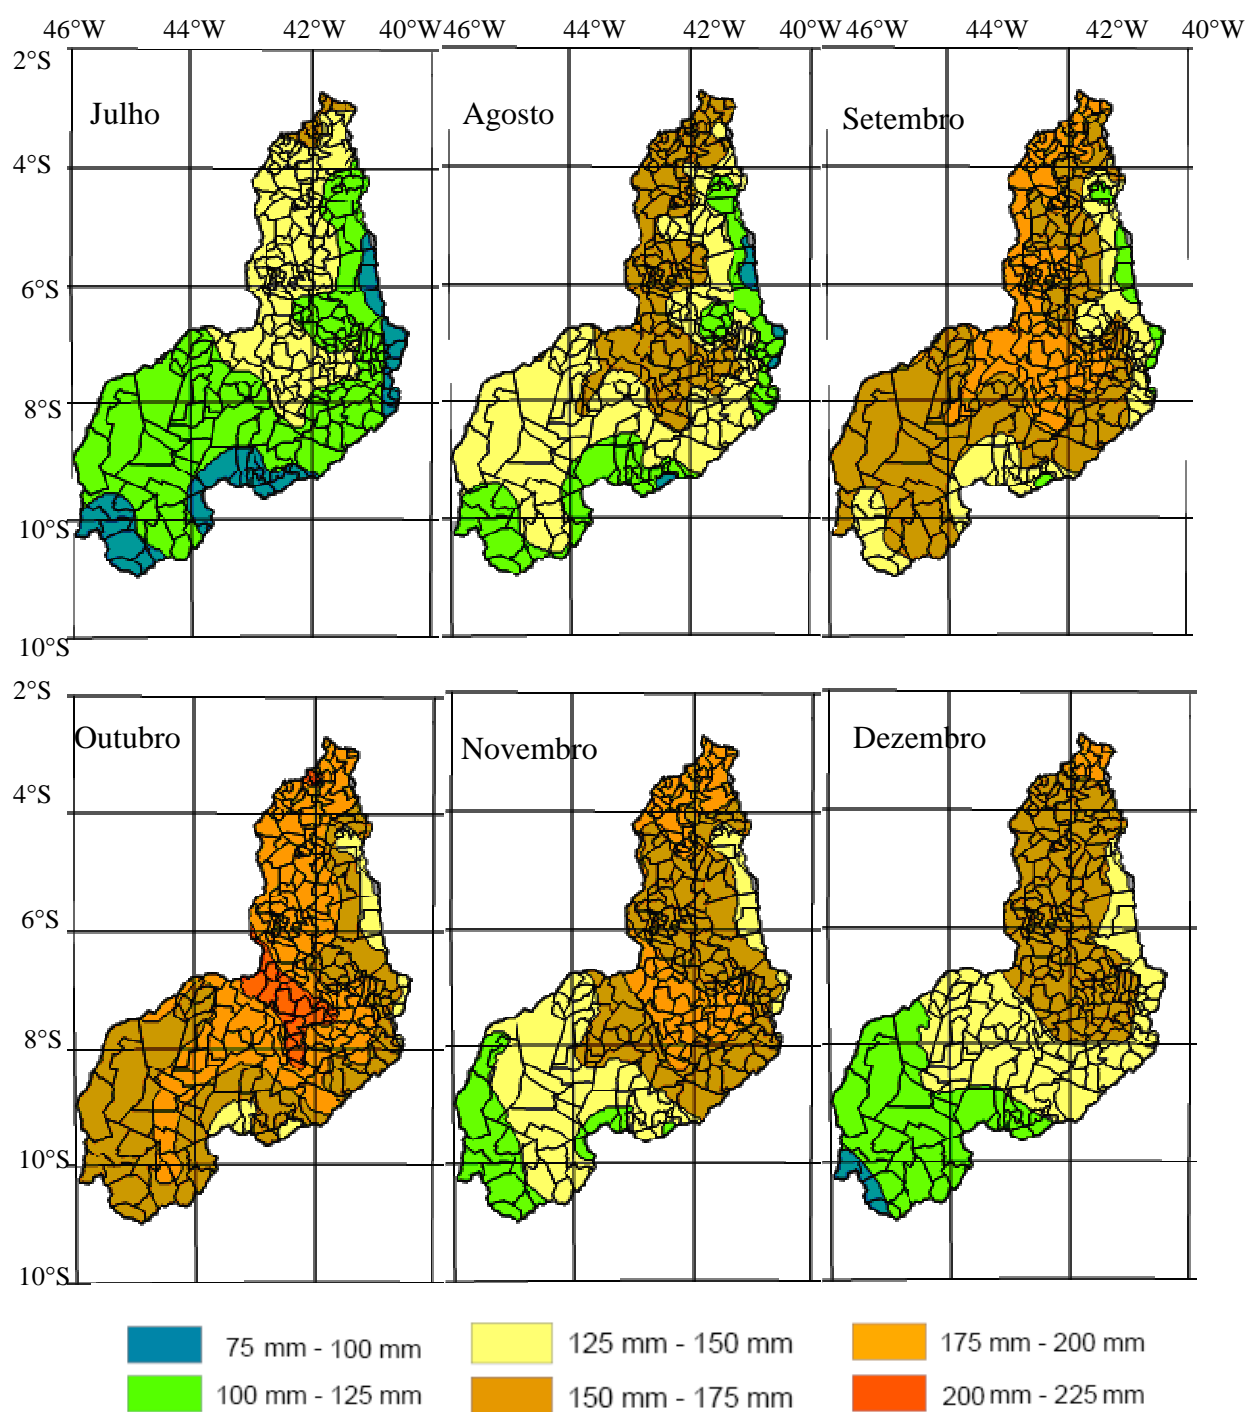 46°W 44°W 42°W 40°W 46°W 44°W 42°W 40°W 46°W 44°W 42°W 40°W
2°S
Julho Agosto Setembro
4°S
6°S
8°S
10°S
10°S
2°S
Outubro Novembro Dezembro
4°S
6°S
8°S
10°S
10°S
75 mm - 100 mm 125 mm - 150 mm 175 mm - 200 mm
100 mm - 125 mm 150 mm - 175 mm 200 mm - 225 mm